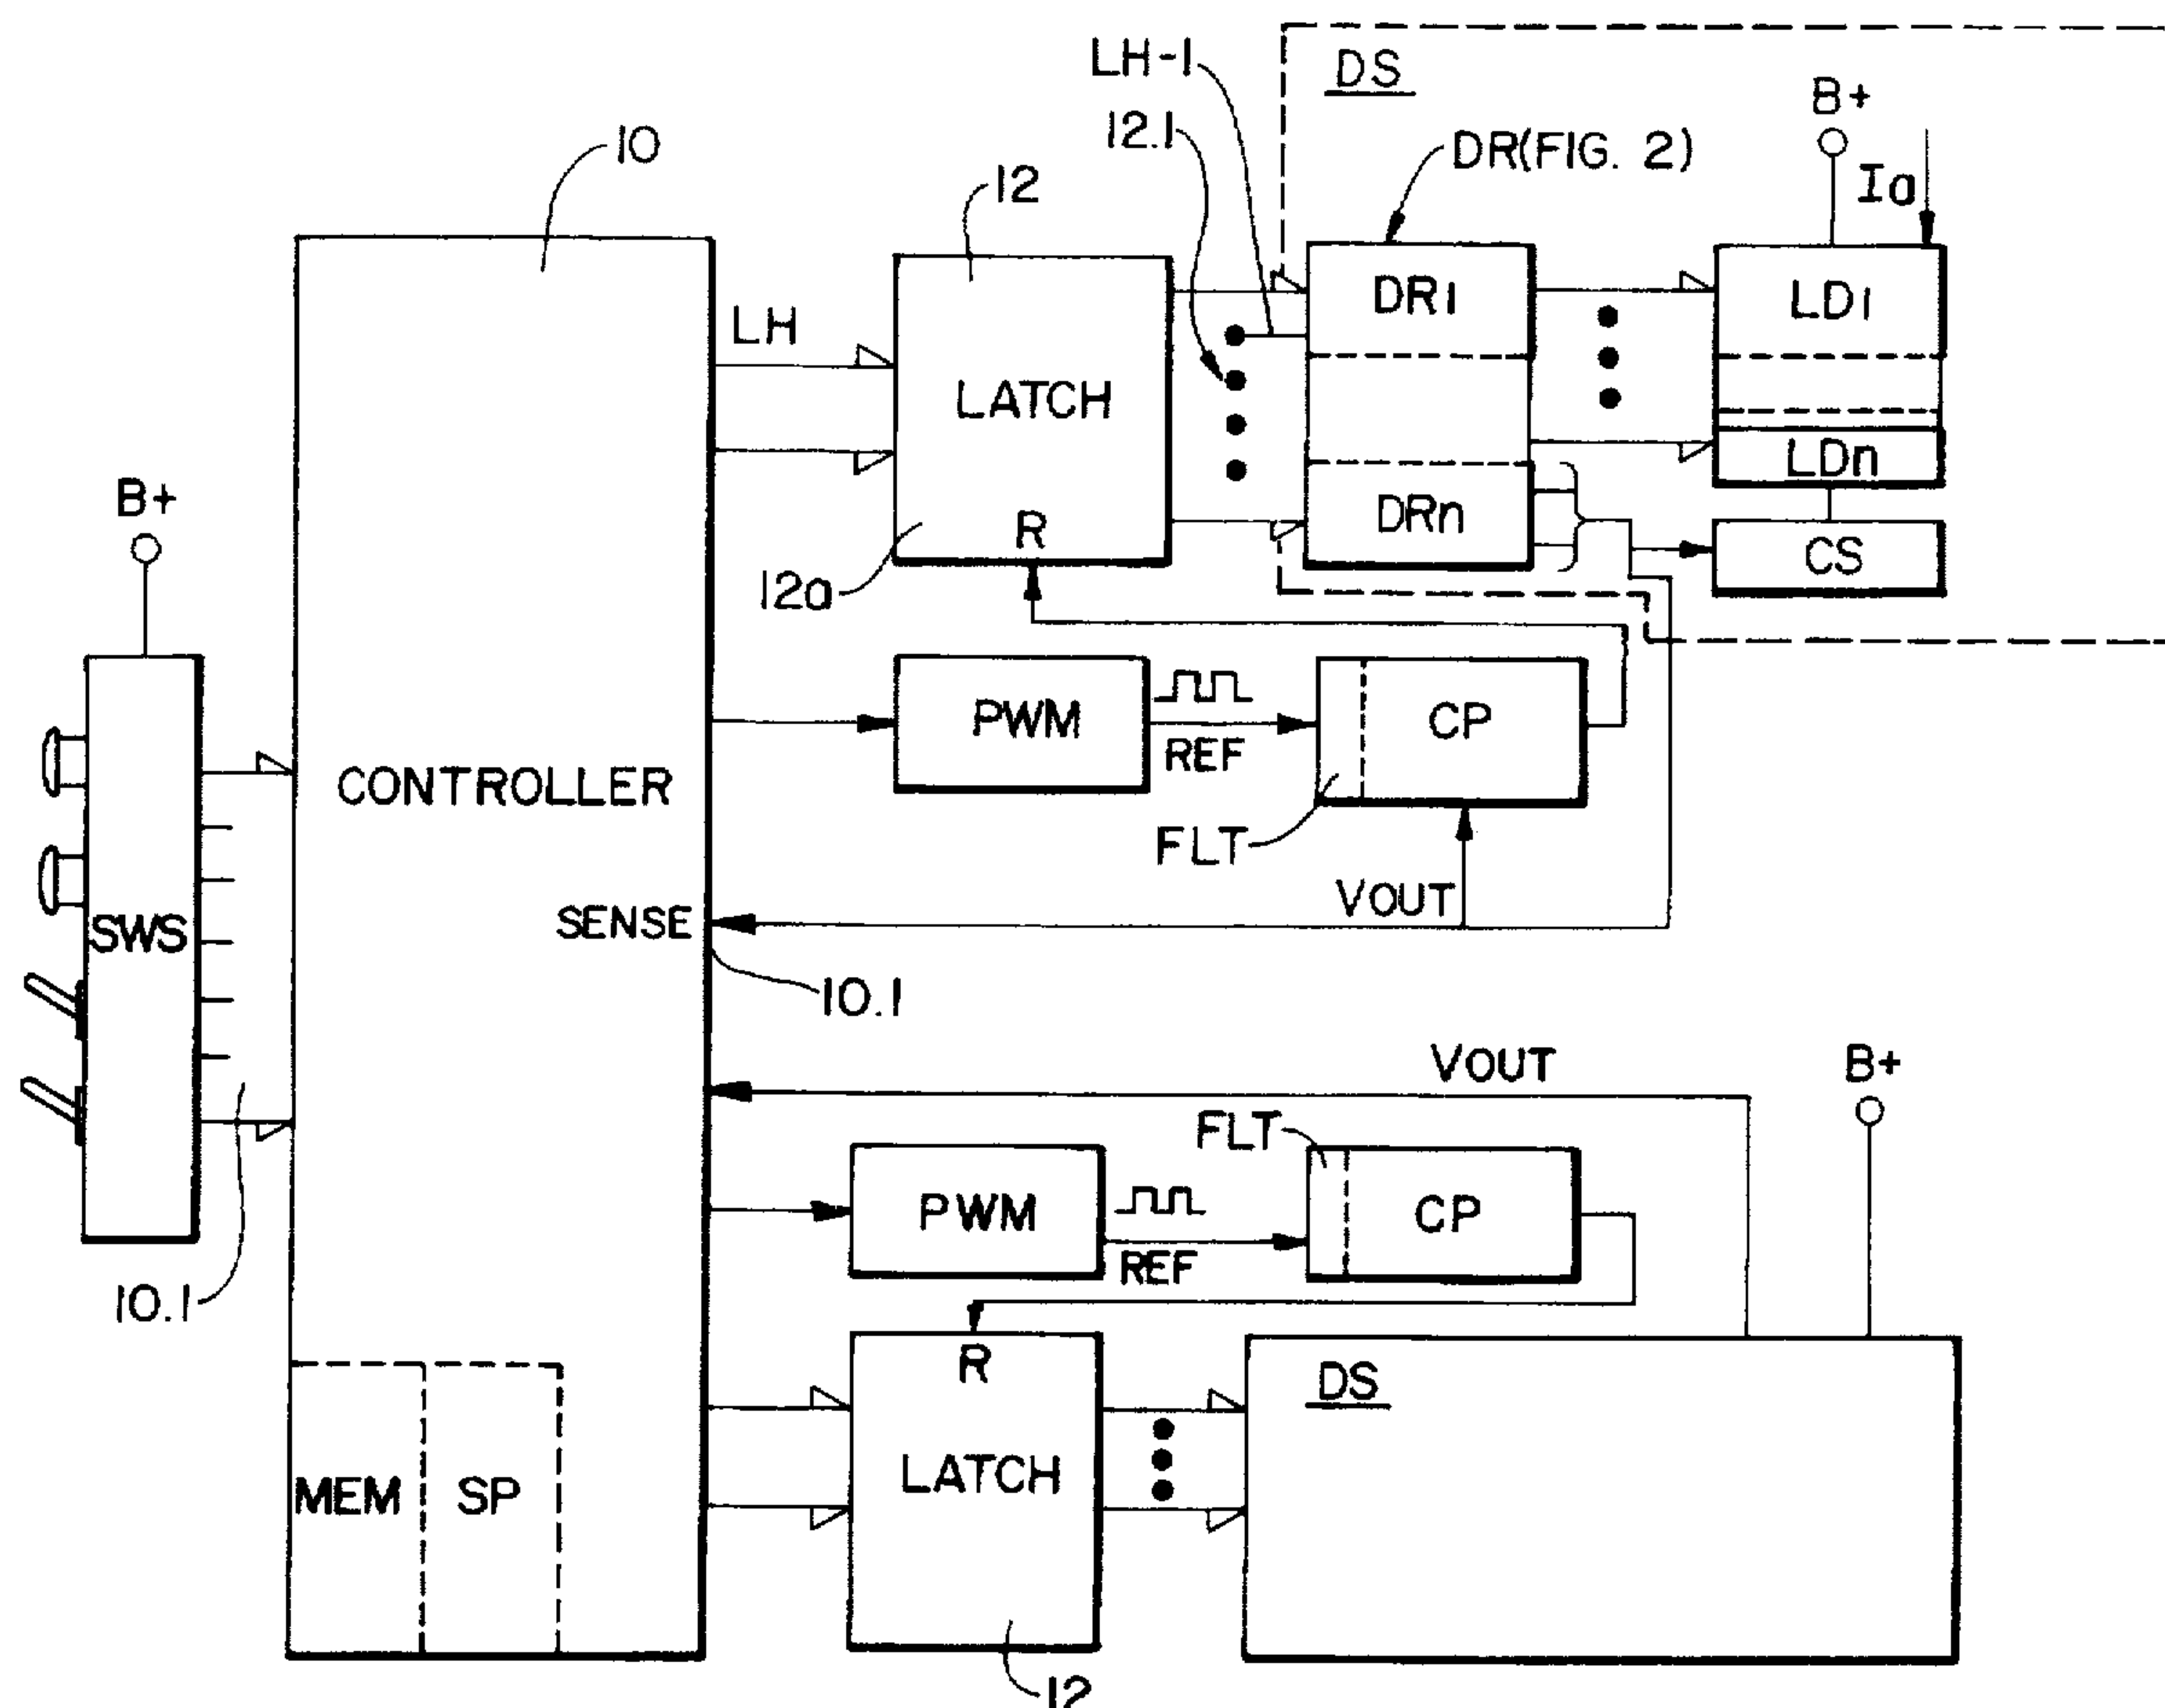 LH-1
DS
12.1
B+
10
DR(FIG. 2)
Ia
12
LH
DR1
LD1
LATCH
LDn
B+
DRn
R
CS
12a
PWM
CP
REF
CONTROLLER
FLT
VOUT
SENSE
SWS
10.1
VOUT
B+
FLT
PWM
CP
REF
10.1
R
DS
LATCH
MEM
SP
12